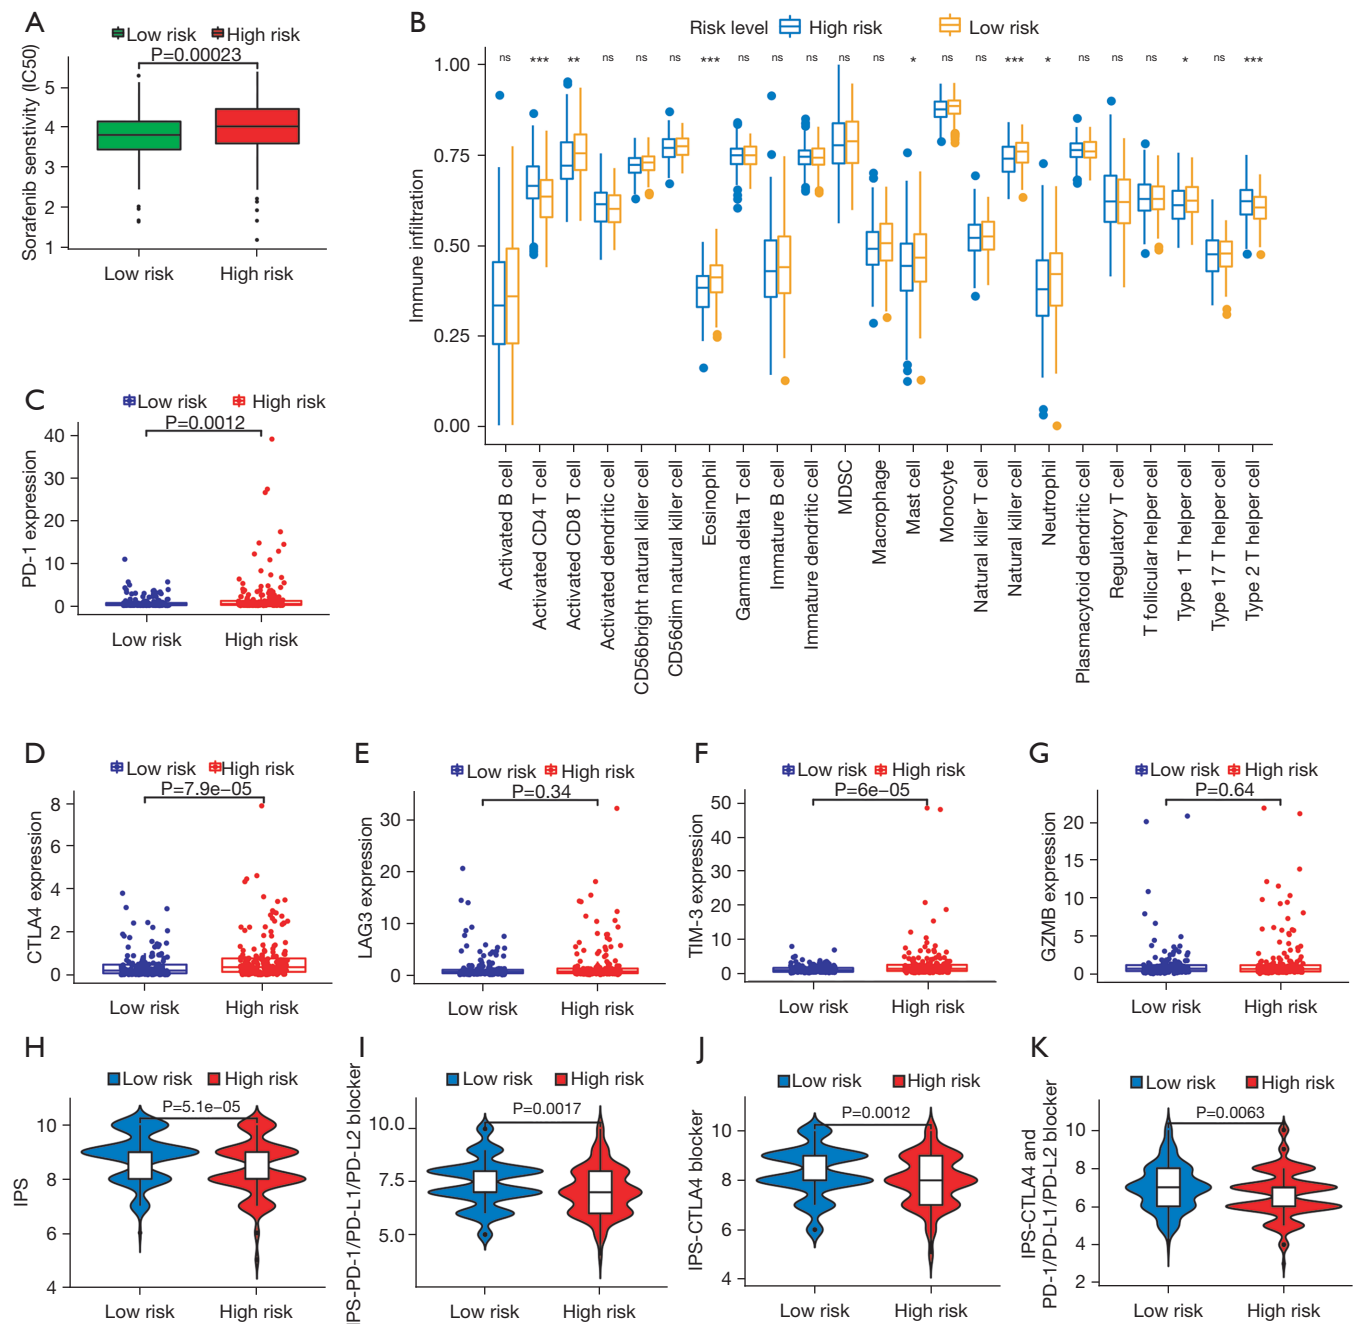 A
Low risk High risk
P=0.00023
Sorafenib senstivity (IC50)
5
4
3
2
1
Low risk High risk
B
Risk level High risk Low risk
ns *** ** ns ns ns *** ns ns ns ns ns * ns ns *** * ns ns ns * ns ***
Immune infiltration
1.00
0.75
0.50
0.25
0.00
Activated B cell
Activated CD4 T cell
Activated CD8 T cell
Activated dendritic cell
CD56bright natural killer cell
CD56dim natural killer cell
Eosinophil
Gamma delta T cell
Immature B cell
Immature dendritic cell
MDSC
Macrophage
Mast cell
Monocyte
Natural killer T cell
Natural killer cell
Neutrophil
Plasmacytoid dendritic cell
Regulatory T cell
T follicular helper cell
Type 1 T helper cell
Type 17 T helper cell
Type 2 T helper cell
C
Low risk High risk
P=0.0012
PD-1 expression
40
30
20
10
0
Low risk High risk
D
Low risk High risk
P=7.9e−05
CTLA4 expression
8
6
4
2
0
Low risk High risk
E
Low risk High risk
P=0.34
LAG3 expression
30
20
10
0
Low risk High risk
F
Low risk High risk
P=6e−05
TIM-3 expression
50
40
30
20
10
0
Low risk High risk
G
Low risk High risk
P=0.64
GZMB expression
20
15
10
5
0
Low risk High risk
H
Low risk High risk
P=5.1e−05
IPS
10
8
6
4
Low risk High risk
I
Low risk High risk
P=0.0017
IPS-PD-1/PD-L1/PD-L2 blocker
10.0
7.5
5.0
Low risk High risk
J
Low risk High risk
P=0.0012
IPS-CTLA4 blocker
10
8
6
4
Low risk High risk
K
Low risk High risk
P=0.0063
IPS-CTLA4 and
PD-1/PD-L1/PD-L2 blocker
10
8
6
4
2
Low risk High risk